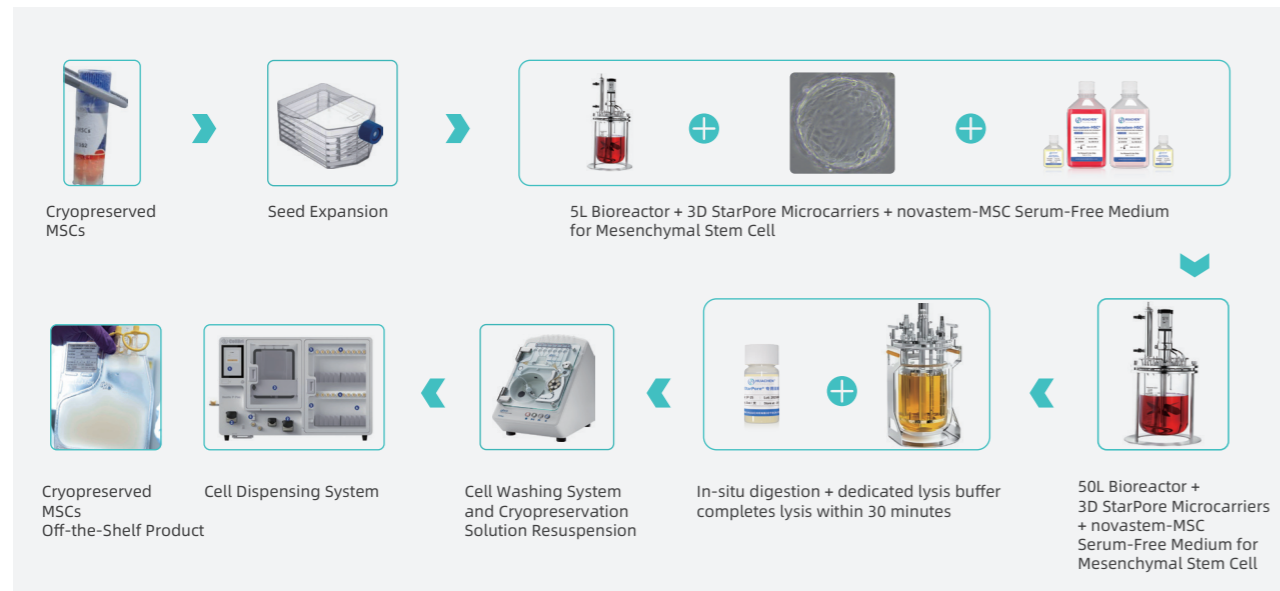 Cryopreserved
MSCs
Seed Expansion
5L Bioreactor + 3D StarPore Microcarriers + novastem-MSC Serum-Free Medium
for Mesenchymal Stem Cell
50L Bioreactor +
3D StarPore Microcarriers
+ novastem-MSC
Serum-Free Medium for
Mesenchymal Stem Cell
In-situ digestion + dedicated lysis buffer
completes lysis within 30 minutes
Cell Washing System
and Cryopreservation
Solution Resuspension
Cell Dispensing System
Cryopreserved
MSCs
Off-the-Shelf Product